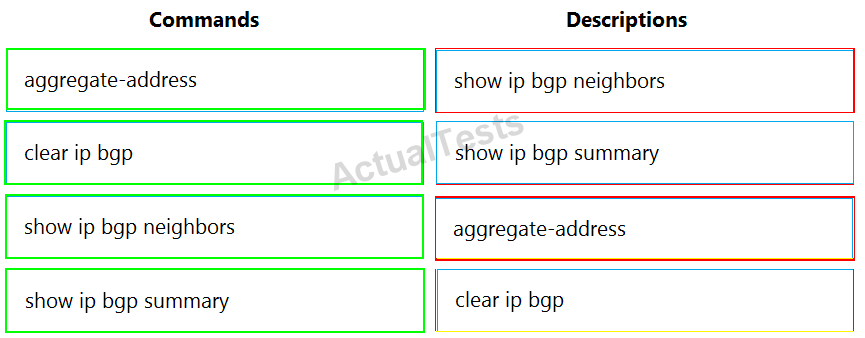 Commands Descriptions
aggregate-address show ip bgp neighbors
clear ip bgp show ip bgp summary
ActualTests
show ip bgp neighbors aggregate-address
show ip bgp summary clear ip bgp